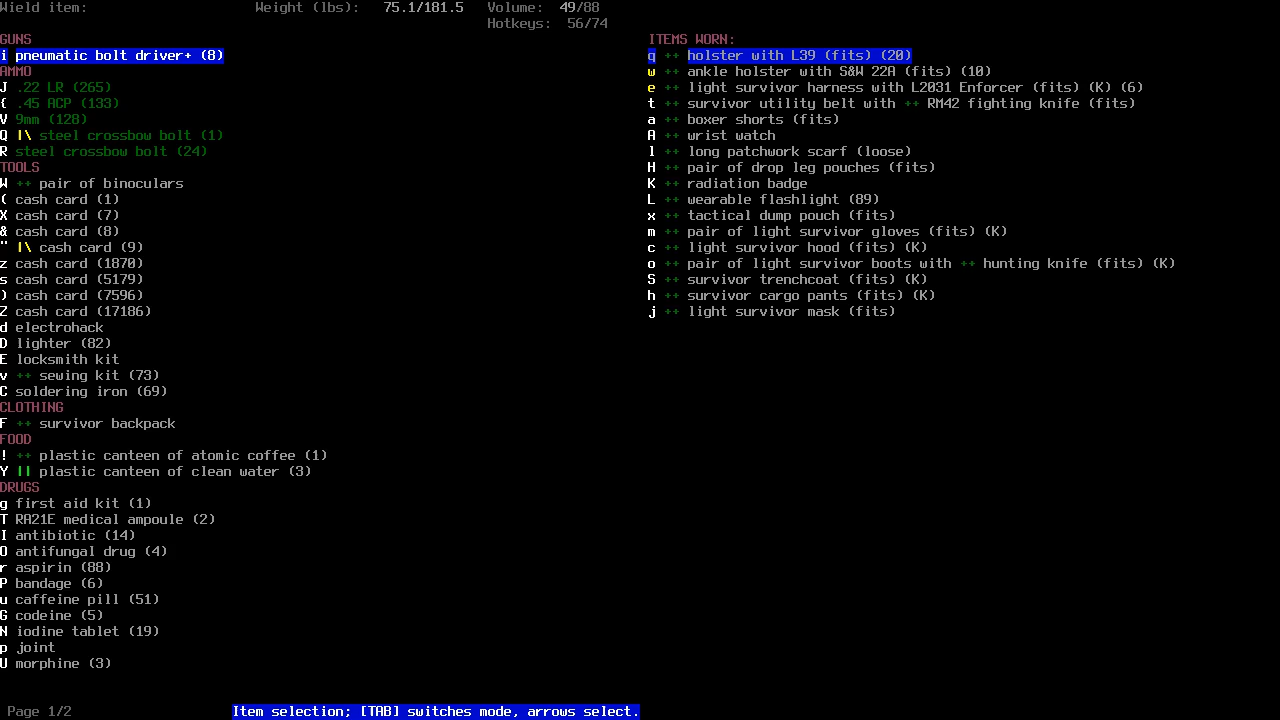 Wield item: Weight (lbs): 75.1/181.5 Volume: 49/88
Hotkeys: 56/74
GUNS
i pneumatic bolt driver+ (8)
AMMO
J .22 LR (265)
{ .45 ACP (133)
V 9mm (128)
Q |\ steel crossbow bolt (1)
R steel crossbow bolt (24)
TOOLS
W ++ pair of binoculars
( cash card (1)
X cash card (7)
& cash card (8)
" |\ cash card (9)
z cash card (1870)
s cash card (5179)
) cash card (7596)
Z cash card (17186)
d electrohack
D lighter (82)
E locksmith kit
v ++ sewing kit (73)
C soldering iron (69)
CLOTHING
F ++ survivor backpack
FOOD
! ++ plastic canteen of atomic coffee (1)
Y || plastic canteen of clean water (3)
DRUGS
g first aid kit (1)
T RA21E medical ampoule (2)
I antibiotic (14)
O antifungal drug (4)
r aspirin (88)
P bandage (6)
u caffeine pill (51)
G codeine (5)
N iodine tablet (19)
p joint
U morphine (3)
ITEMS WORN:
q ++ holster with L39 (fits) (20)
w ++ ankle holster with S&W 22A (fits) (10)
e ++ light survivor harness with L2031 Enforcer (fits) (K) (6)
t ++ survivor utility belt with ++ RM42 fighting knife (fits)
a ++ boxer shorts (fits)
A ++ wrist watch
l ++ long patchwork scarf (loose)
H ++ pair of drop leg pouches (fits)
K ++ radiation badge
L ++ wearable flashlight (89)
x ++ tactical dump pouch (fits)
m ++ pair of light survivor gloves (fits) (K)
c ++ light survivor hood (fits) (K)
o ++ pair of light survivor boots with ++ hunting knife (fits) (K)
S ++ survivor trenchcoat (fits) (K)
h ++ survivor cargo pants (fits) (K)
j ++ light survivor mask (fits)
Page 1/2 Item selection; [TAB] switches mode, arrows select.